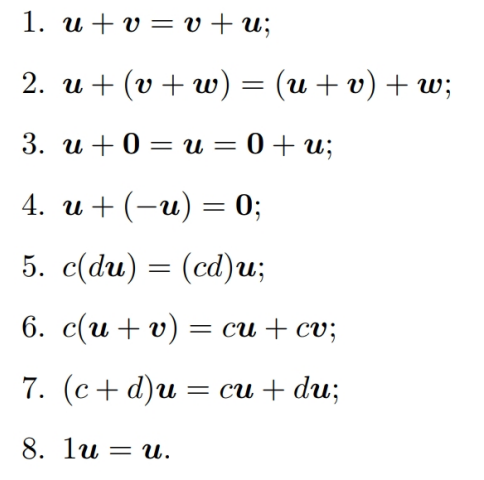 1. u + v = v + u;
2. u + (v + w) = (u + v) + w;
3. u + 0 = u = 0 + u;
4. u + (−u) = 0;
5. c(du) = (cd)u;
6. c(u + v) = cu + cv;
7. (c + d)u = cu + du;
8. 1u = u.